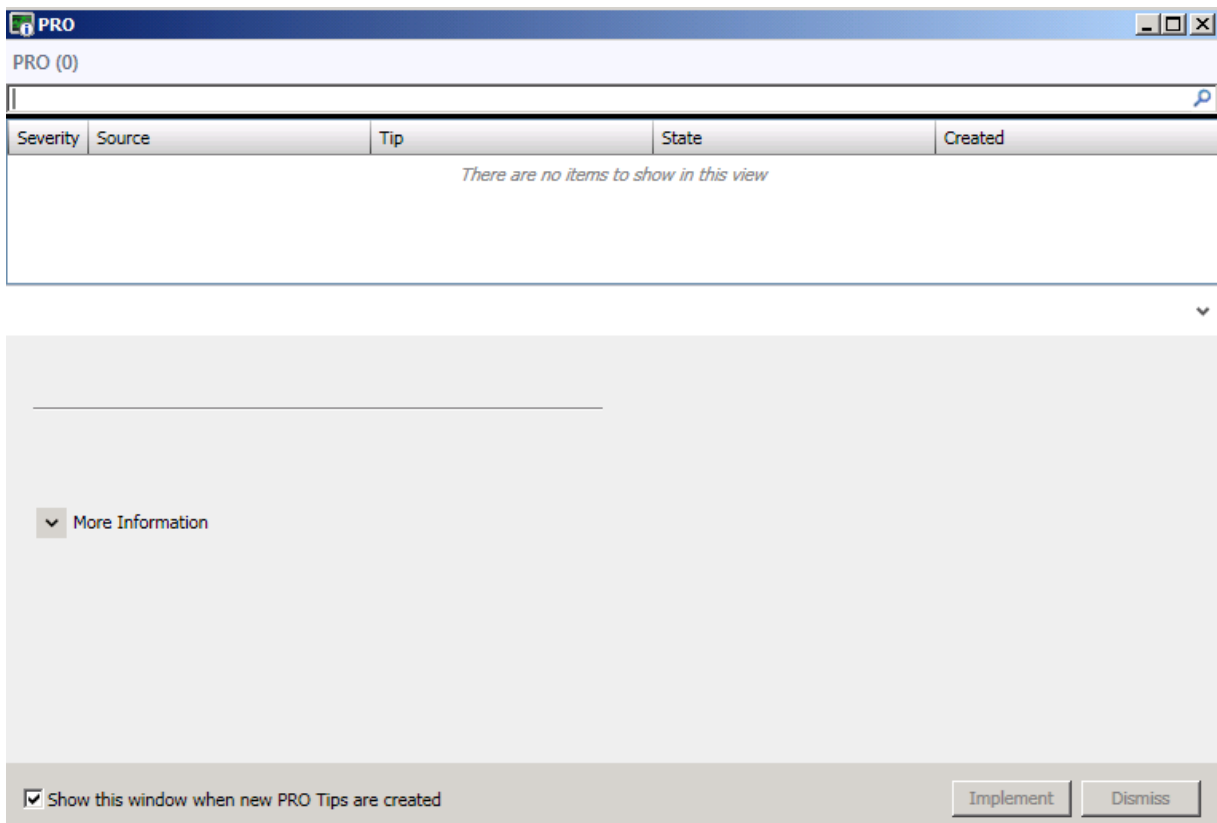 PRO
PRO (0)
Severity Source Tip State Created
There are no items to show in this view
More Information
Show this window when new PRO Tips are created Implement Dismiss